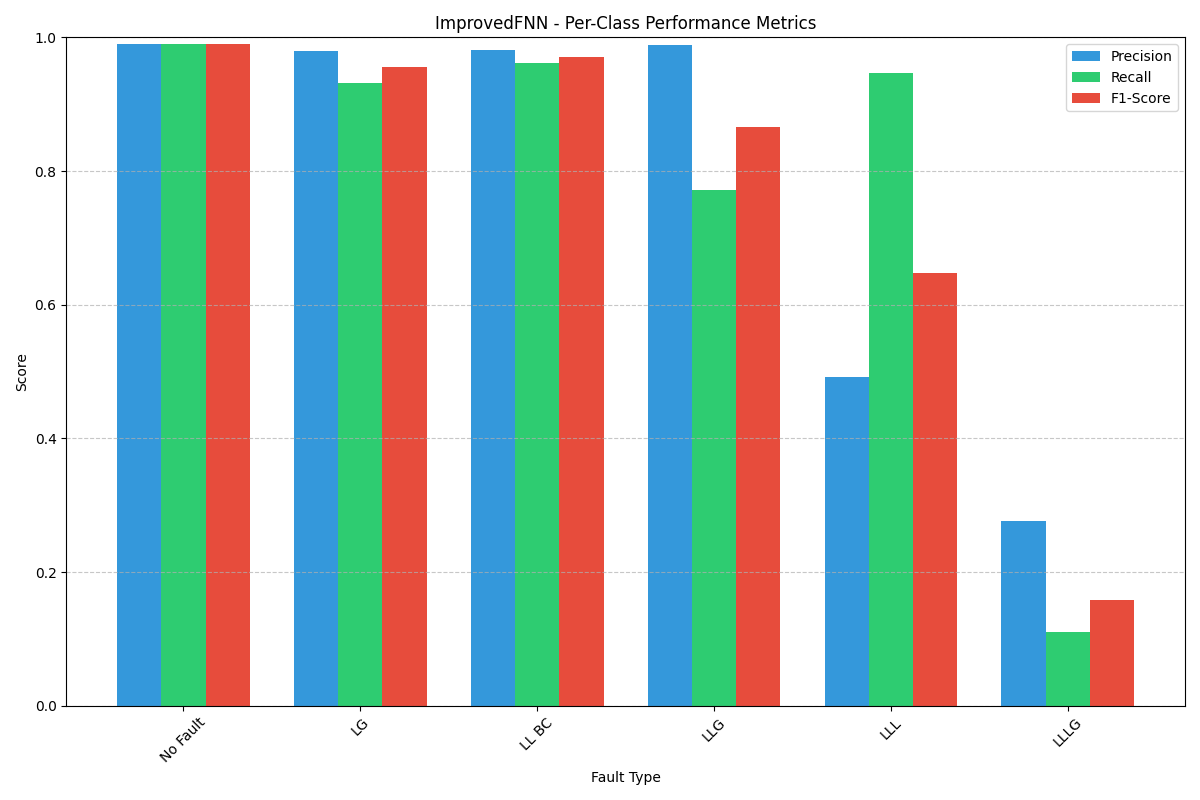 ImprovedFNN - Per-Class Performance Metrics
Precision
Recall
F1-Score
Score
1.0
0.8
0.6
0.4
0.2
0.0
No Fault
LG
LL BC
LLG
LLL
LLLG
Fault Type